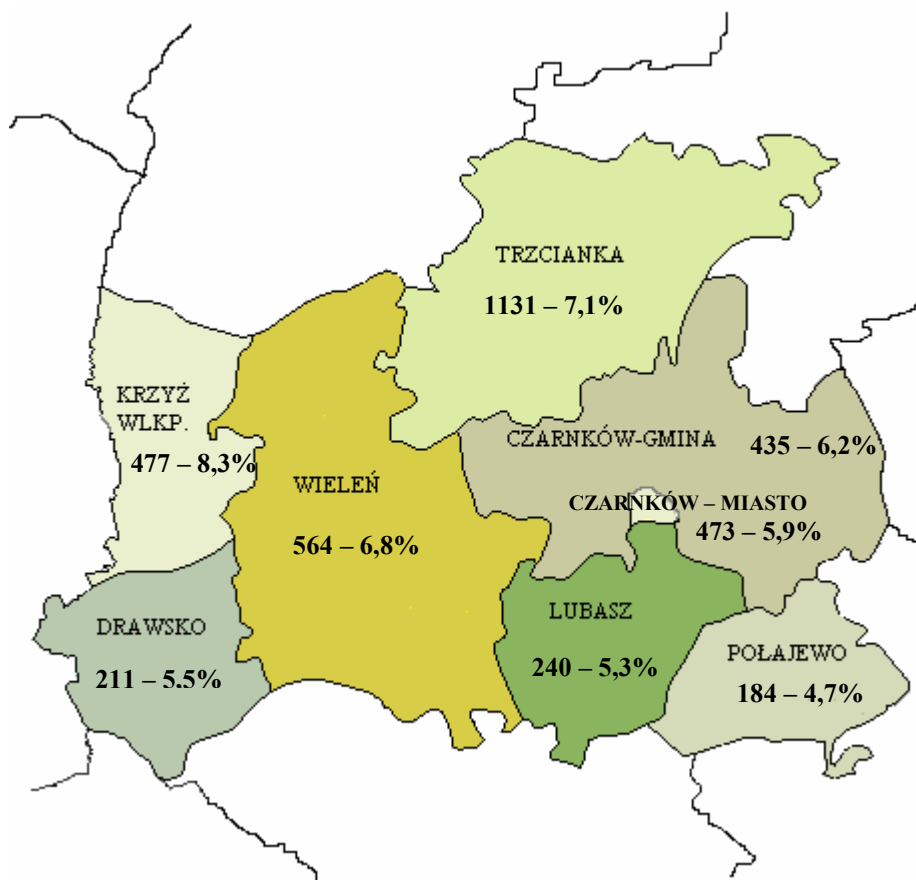 TRZCIANKA
1131 – 7,1%
KRZYŻ
WLKP.
477 – 8,3%
CZARNKÓW-GMINA
435 – 6,2%
WIELEŃ
564 – 6,8%
CZARNKÓW – MIASTO
473 – 5,9%
DRAWSKO
211 – 5,5%
LUBASZ
240 – 5,3%
POŁAJEWO
184 – 4,7%